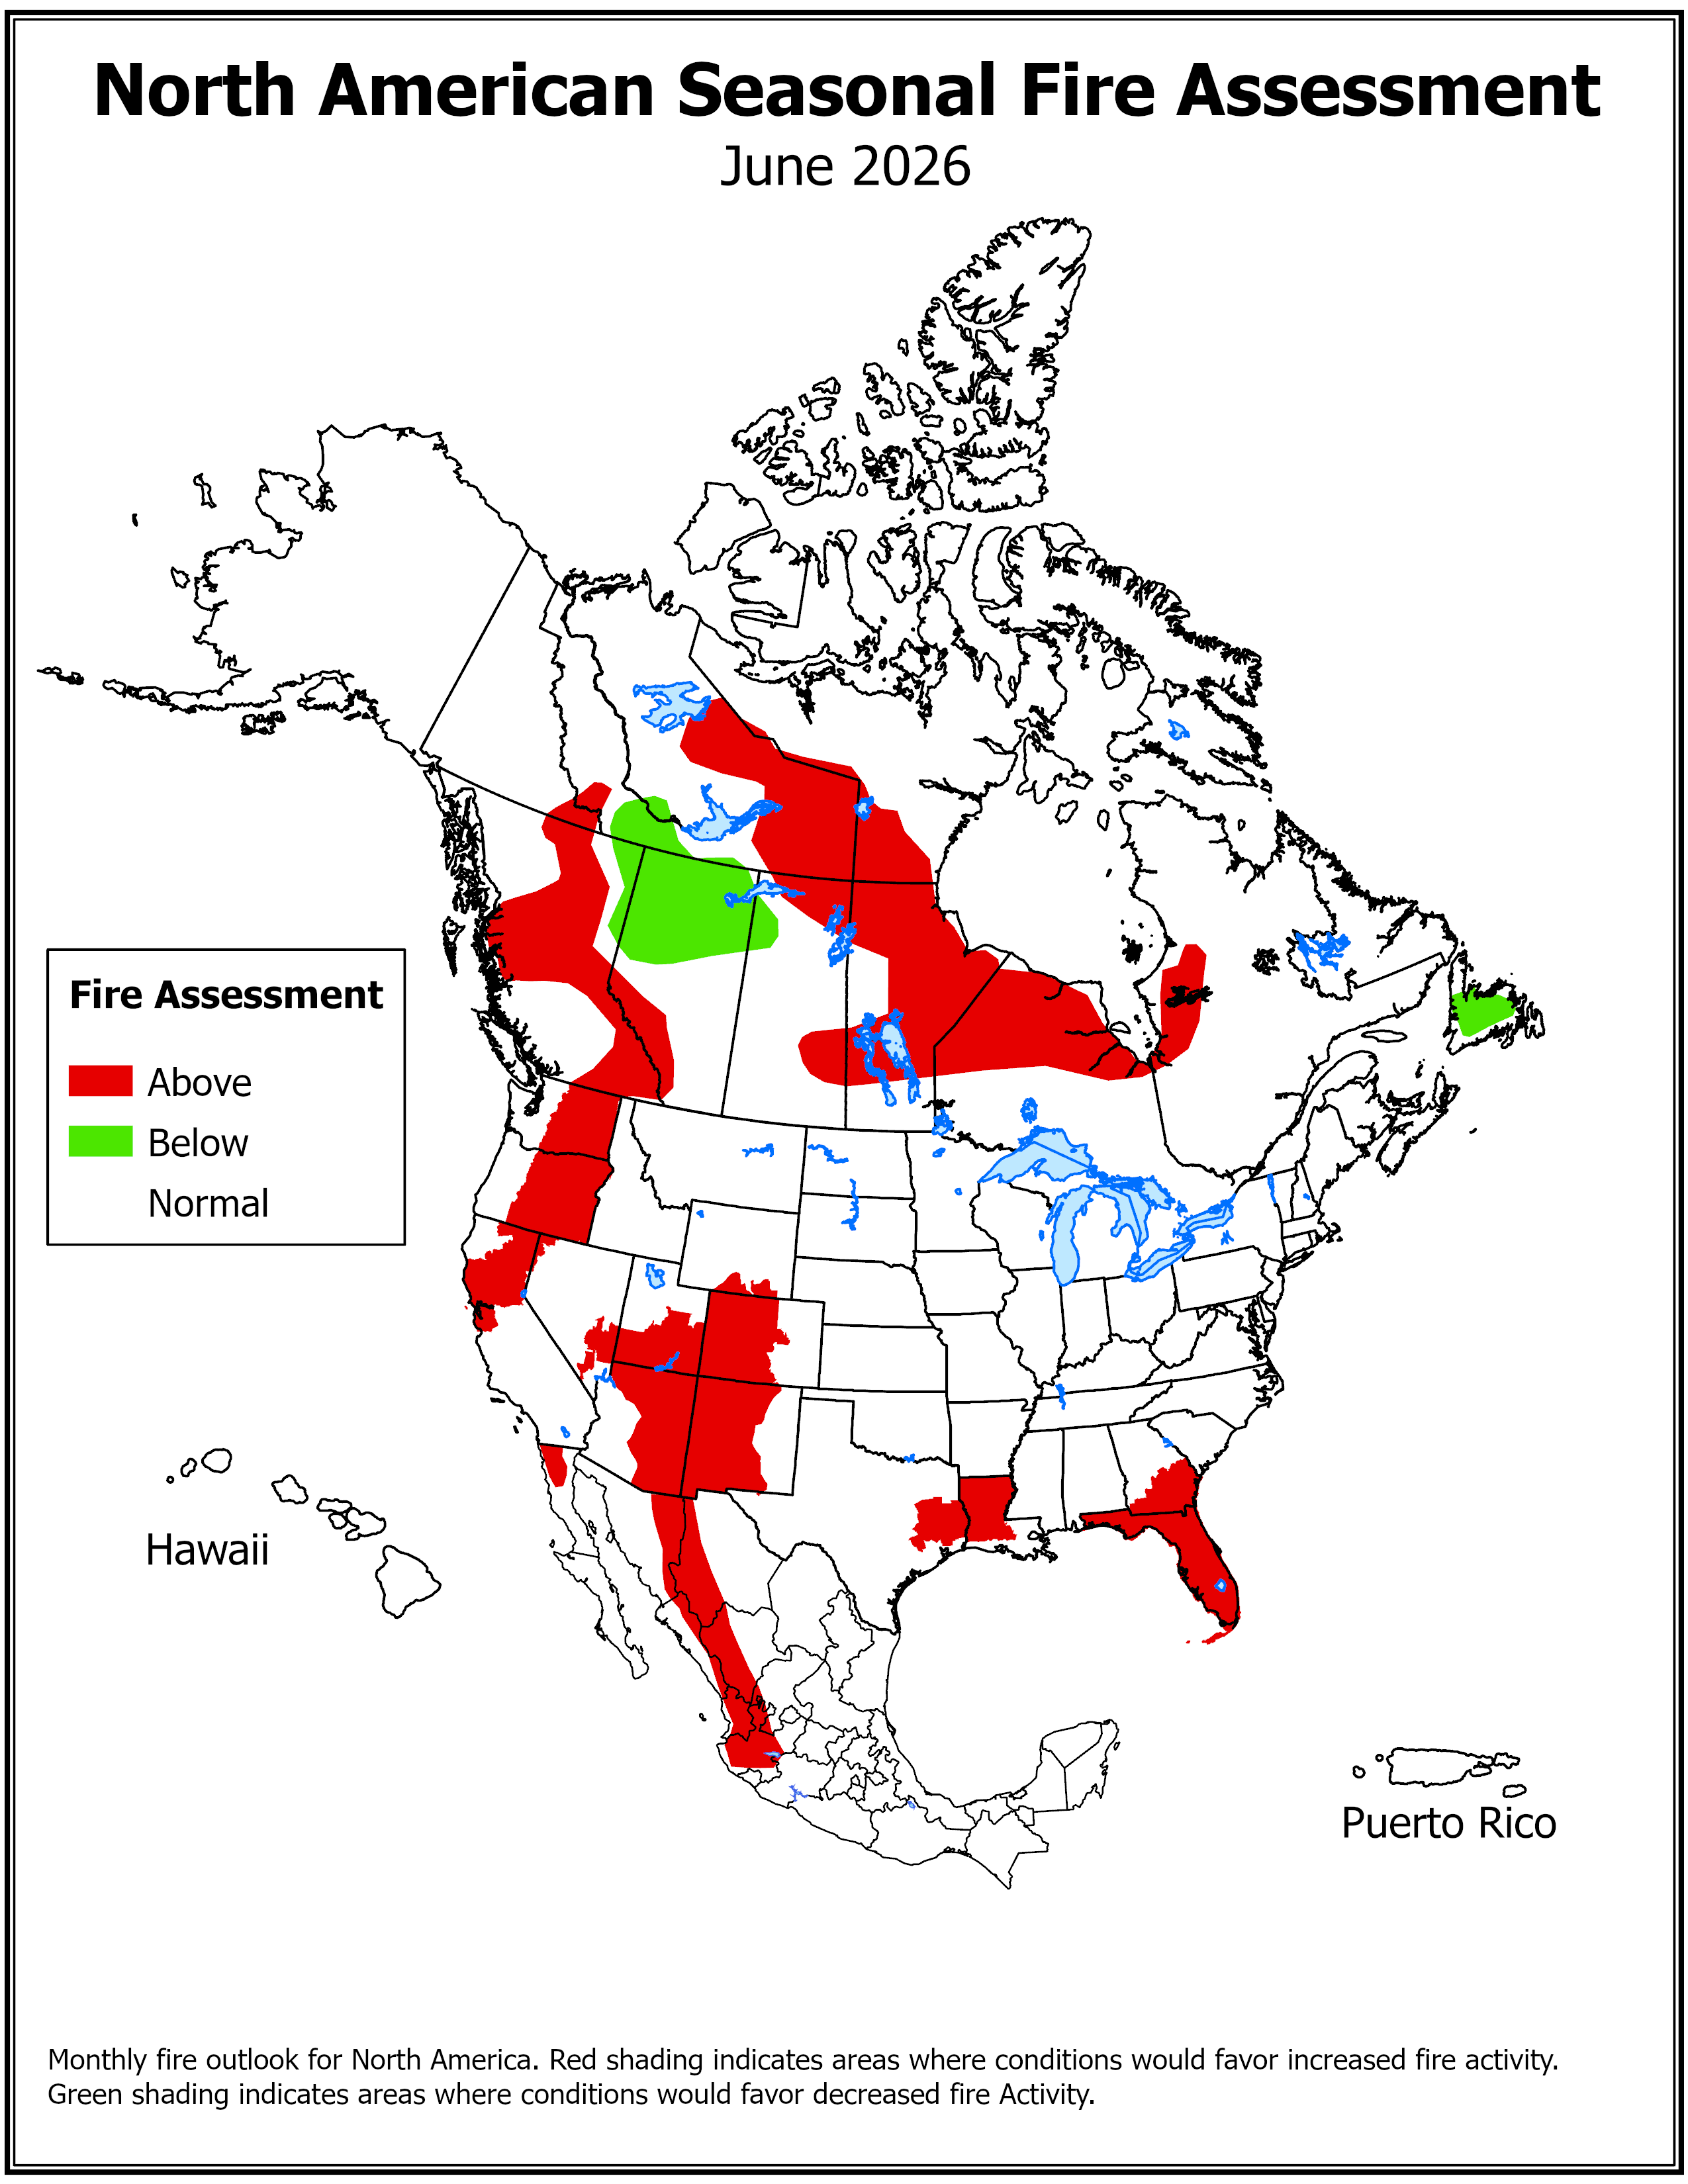 North American Seasonal Fire Assessment
June 2026
Fire Assessment
Above
Below
Normal
Hawaii
Puerto Rico
Monthly fire outlook for North America. Red shading indicates areas where conditions would favor increased fire activity.
Green shading indicates areas where conditions would favor decreased fire Activity.